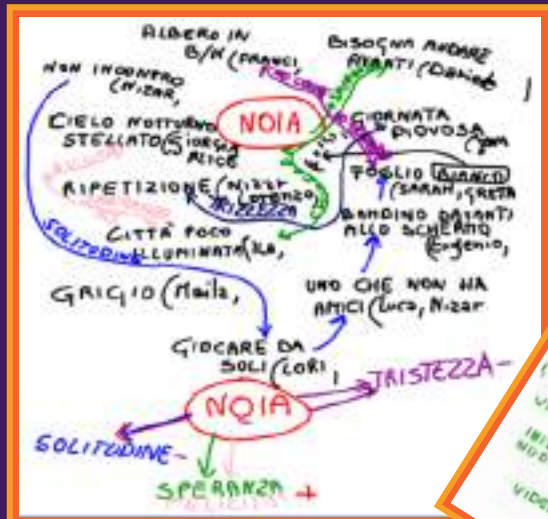 ALBERO IN
B/N (FRANCI,
BISOGNA ANDARE
AVANTI (Davide
NON INCONTRO
(NIZAR,
CIELO NOTTURNO
STELLATO (GIORGIA
ALICE
NOIA
GIORNATA
PIOVOSA
FOGLIO BIANCO
(SARAH, GRETA
RIPETIZIONE (Nizar
Lorenzo,
TRISTEZZA
BAMBINO DAVANTI
ALLO SCHERMO
(Eugenio,
CITTÀ POCO
ILLUMINATA (ILA,
SOLITUDINE
GRIGIO (Maila,
UNO CHE NON HA
AMICI (Luca, Nizar
GIOCARE DA
SOLI (LORI
NOIA
TRISTEZZA -
SOLITUDINE -
SPERANZA +